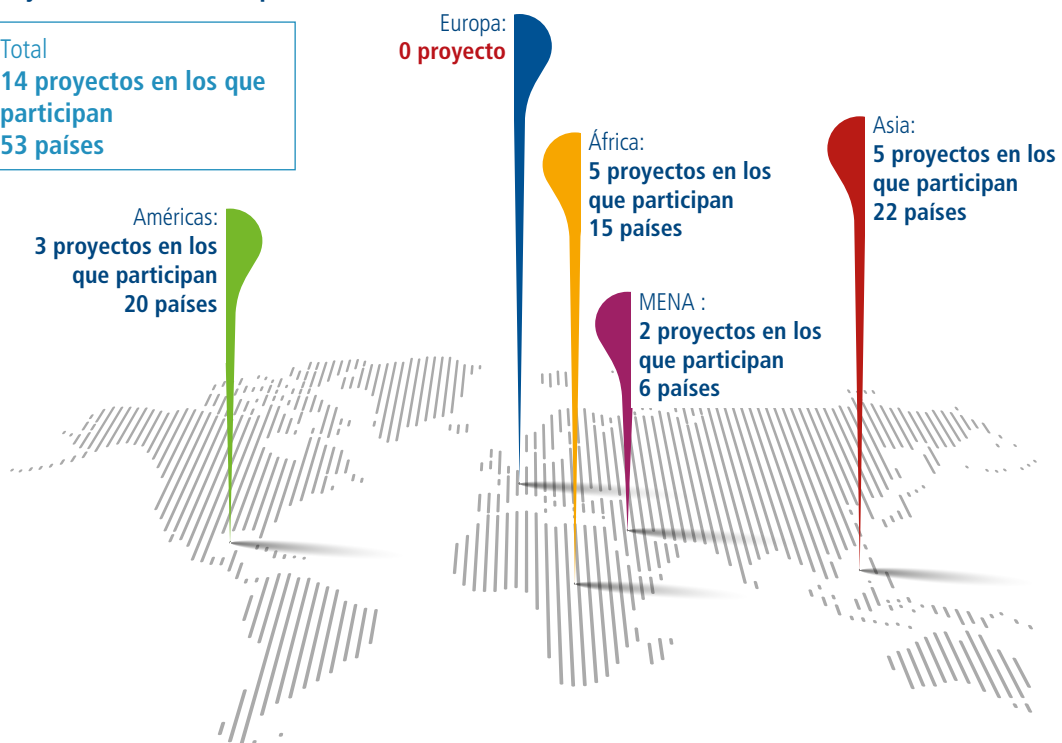 Total
14 proyectos en los que
participan
53 países
Europa:
0 proyecto
África:
5 proyectos en los
que participan
15 países
Asia:
5 proyectos en los
que participan
22 países
Américas:
3 proyectos en los
que participan
20 países
MENA :
2 proyectos en los
que participan
6 países